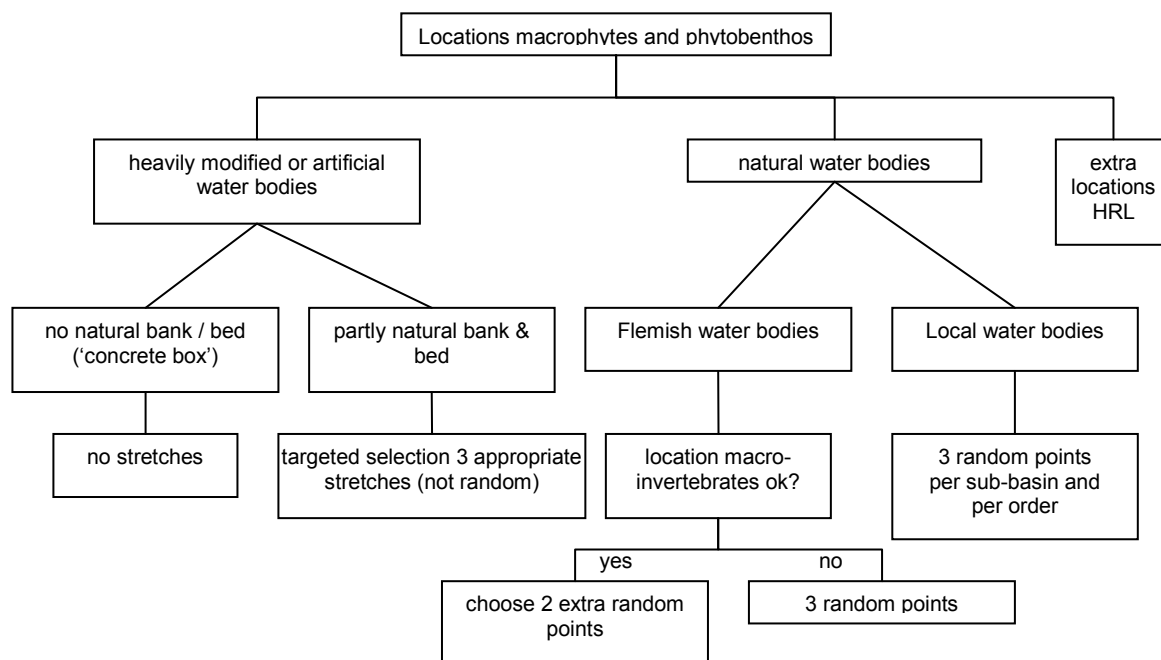 Locations macrophytes and phytobenthos
heavily modified or artificial
water bodies
natural water bodies
extra
locations
HRL
no natural bank / bed
('concrete box')
partly natural bank &
bed
Flemish water bodies
Local water bodies
no stretches
targeted selection 3 appropriate
stretches (not random)
location macro-
invertebrates ok?
3 random points
per sub-basin and
per order
yes
no
choose 2 extra random
points
3 random points